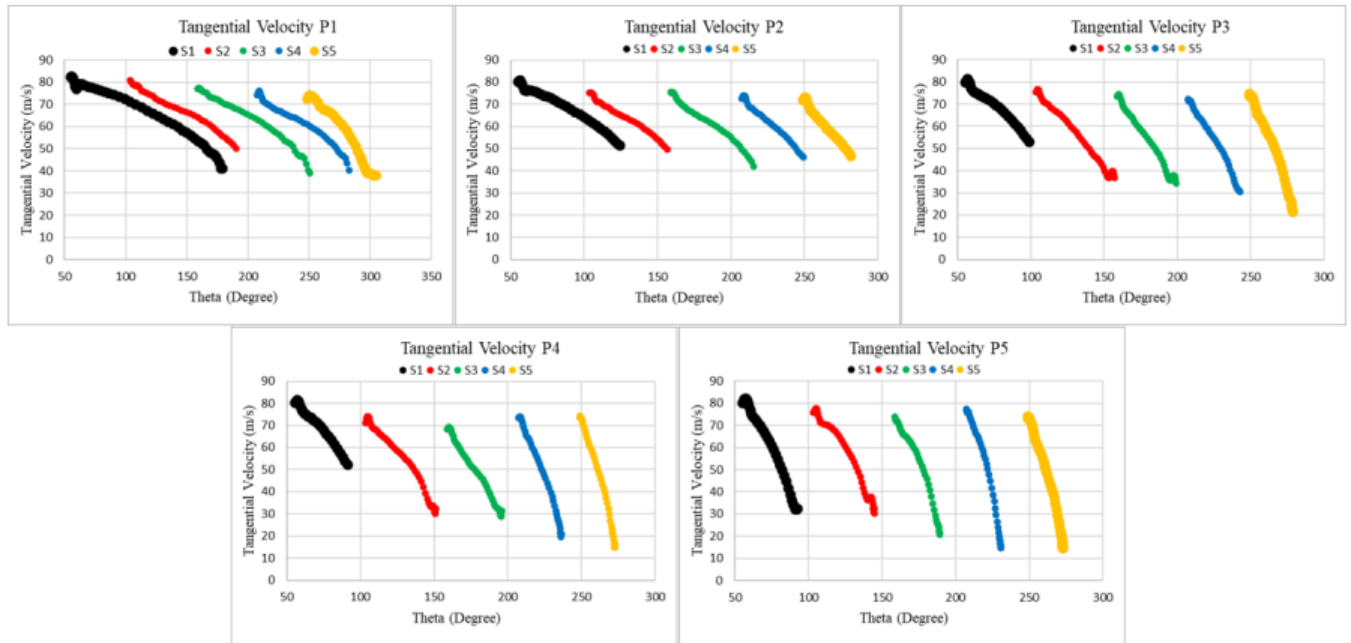 Tangential Velocity P1
S1 S2 S3 S4 S5
Tangential Velocity (m/s)
90
80
70
60
50
40
30
20
10
0
50 100 150 200 250 300 350
Theta (Degree)
Tangential Velocity P2
S1 S2 S3 S4 S5
Tangential Velocity (m/s)
90
80
70
60
50
40
30
20
10
0
50 100 150 200 250 300
Theta (Degree)
Tangential Velocity P3
S1 S2 S3 S4 S5
Tangential Velocity (m/s)
90
80
70
60
50
40
30
20
10
0
50 100 150 200 250 300
Theta (Degree)
Tangential Velocity P4
S1 S2 S3 S4 S5
Tangential Velocity (m/s)
90
80
70
60
50
40
30
20
10
0
50 100 150 200 250 300
Theta (Degree)
Tangential Velocity P5
S1 S2 S3 S4 S5
Tangential Velocity (m/s)
90
80
70
60
50
40
30
20
10
0
50 100 150 200 250 300
Theta (Degree)